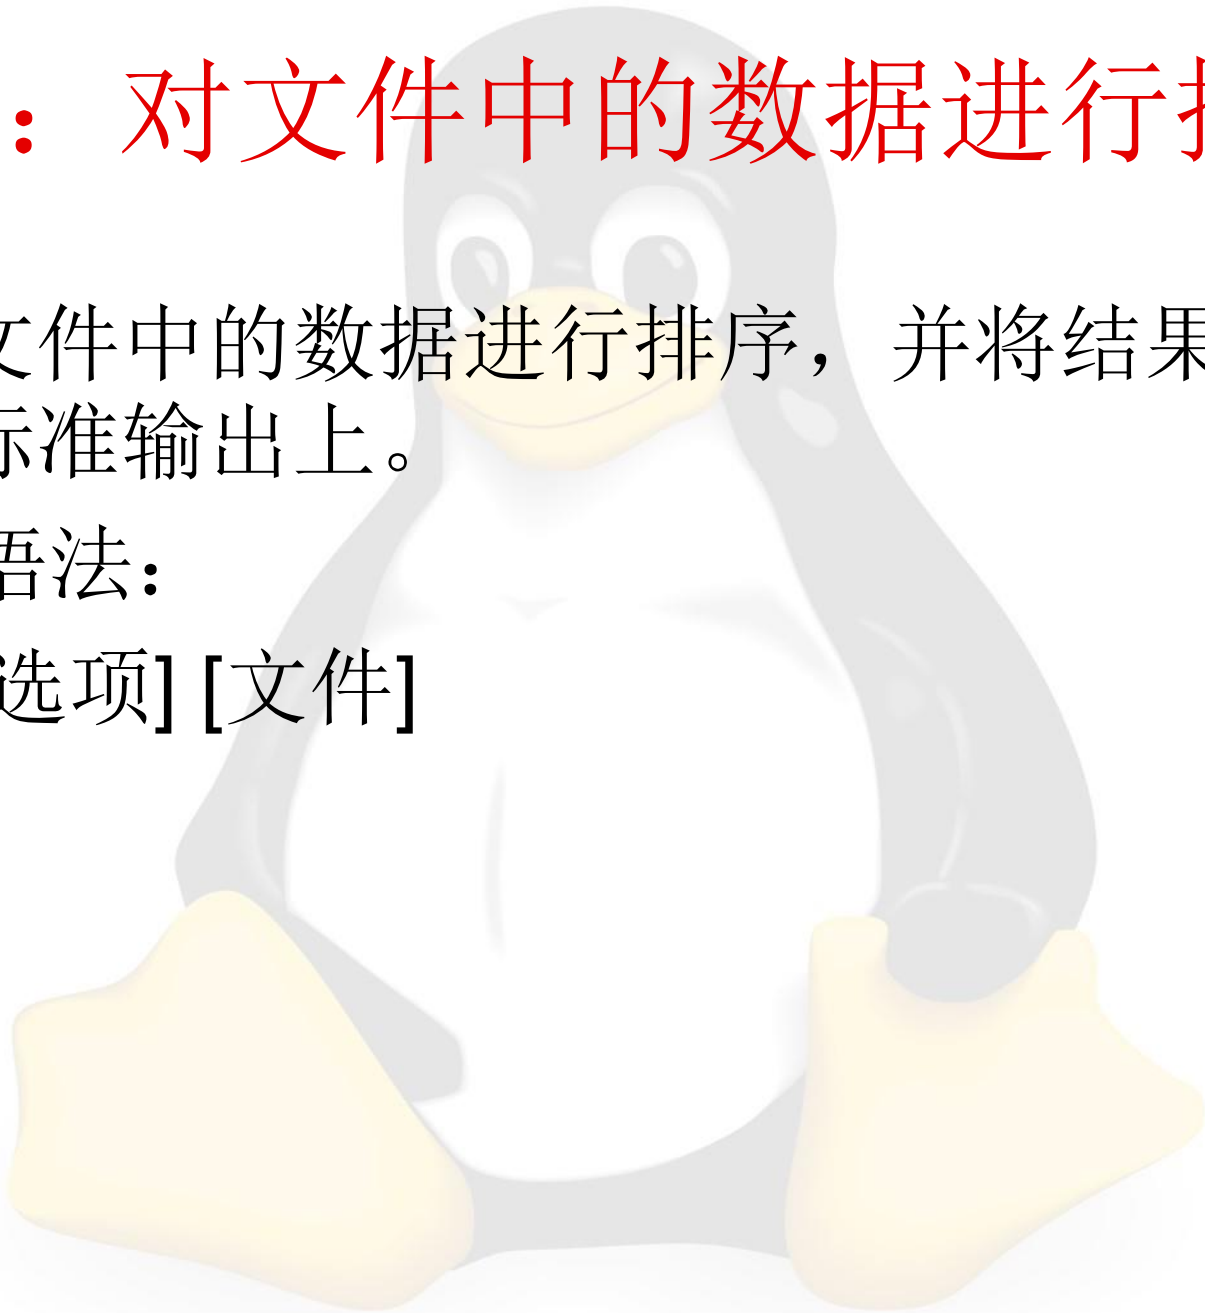 ：对文件中的数据进行
文件中的数据进行排序，并将结果
标准输出上。
语法：
选项] [文件]